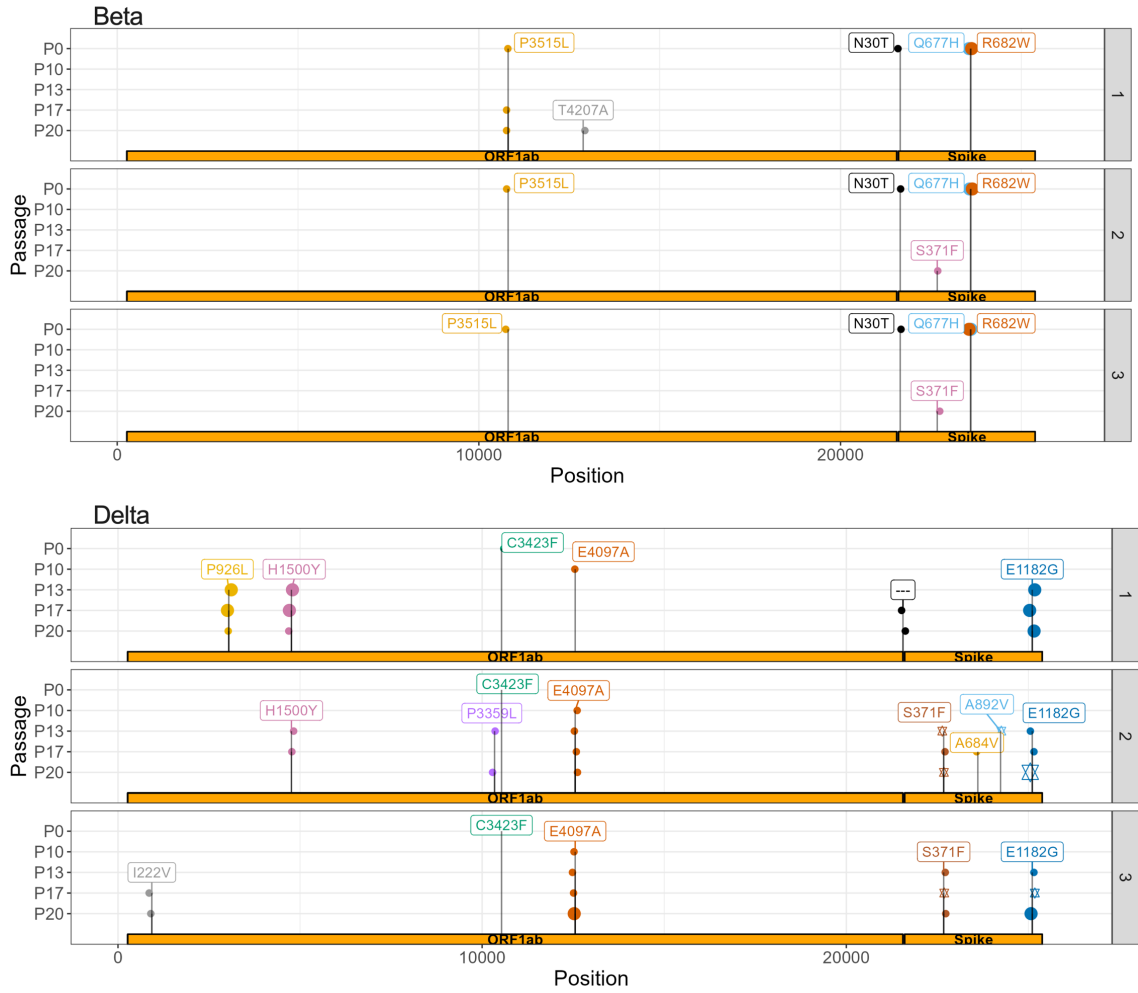 Beta
Passage
P0 P3515L N30T Q677H R682W
P10
P13
P17 T4207A
P20
ORF1ab Spike
1
P0 P3515L N30T Q677H R682W
P10
P13
P17 S371F
P20
ORF1ab Spike
2
P0 P3515L N30T Q677H R682W
P10
P13
P17 S371F
P20
ORF1ab Spike
3
0 10000 20000
Position
Delta
Passage
P0 C3423F
P10 E4097A
P13 P926L H1500Y --- E1182G
P17
P20
ORF1ab Spike
1
P0 C3423F E4097A
P10 H1500Y P3359L S371F A892V E1182G
P13
P17 A684V
P20
ORF1ab Spike
2
P0 C3423F E4097A
P10 S371F E1182G
P13 I222V
P17
P20
ORF1ab Spike
3
0 10000 20000
Position